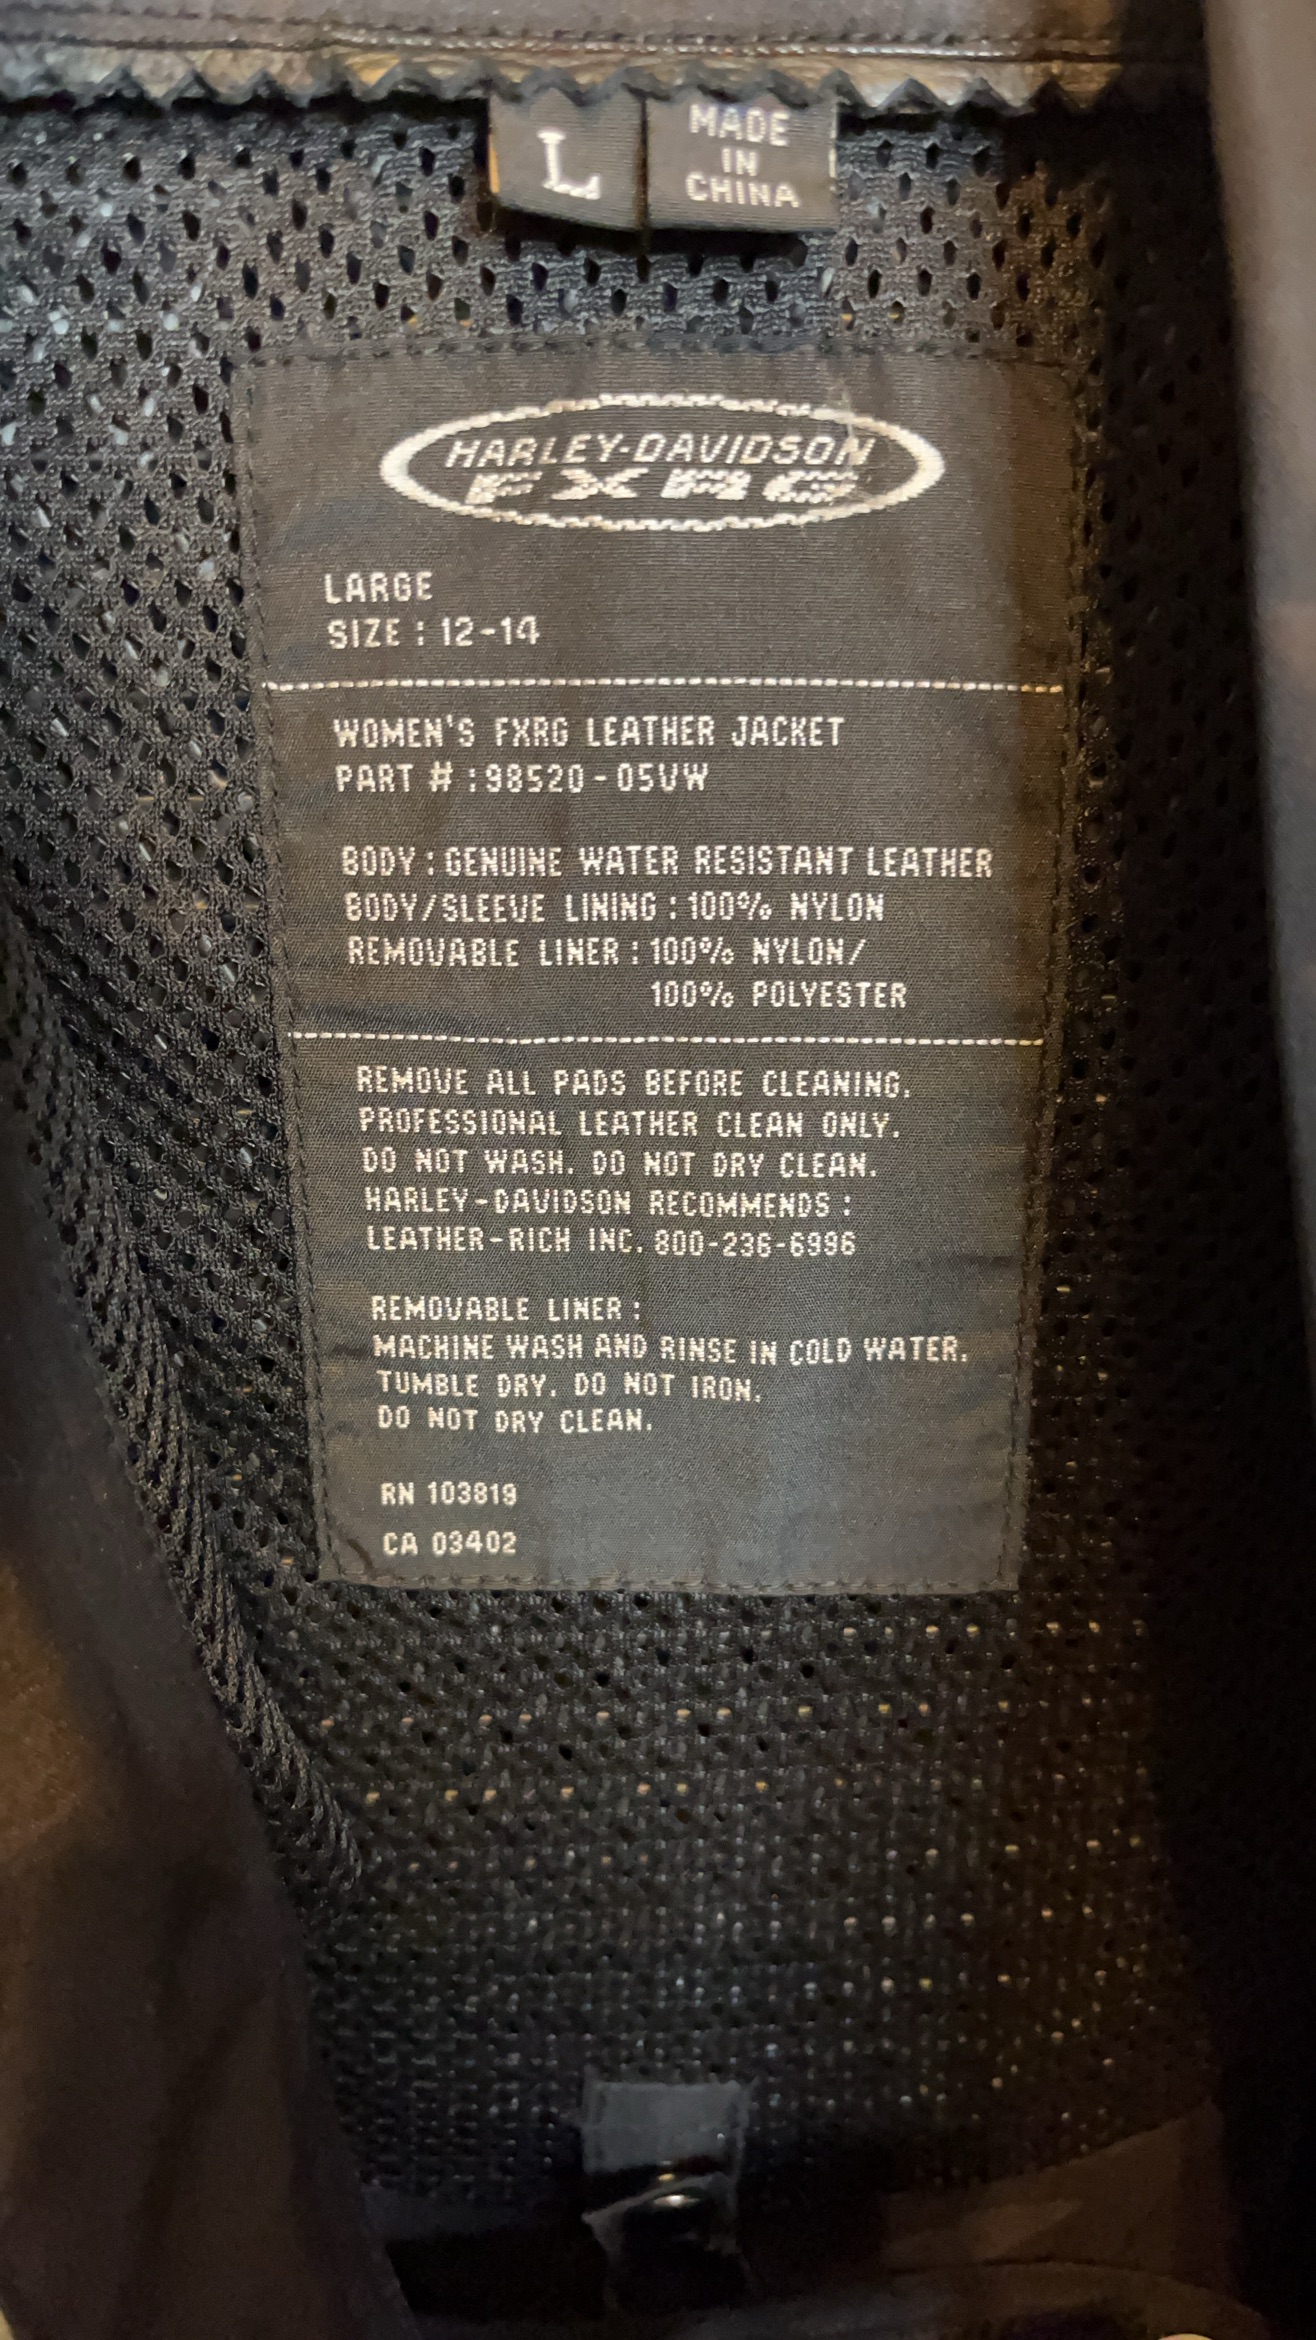 L
MADE
IN
CHINA
HARLEY-DAVIDSON
FXRG
LARGE
SIZE : 12-14
WOMEN'S FXRG LEATHER JACKET
PART # :98520-05VW
BODY : GENUINE WATER RESISTANT LEATHER
BODY/SLEEVE LINING : 100% NYLON
REMOVABLE LINER : 100% NYLON/
100% POLYESTER
REMOVE ALL PADS BEFORE CLEANING.
PROFESSIONAL LEATHER CLEAN ONLY.
DO NOT WASH. DO NOT DRY CLEAN.
HARLEY-DAVIDSON RECOMMENDS :
LEATHER-RICH INC. 800-236-6996
REMOVABLE LINER :
MACHINE WASH AND RINSE IN COLD WATER.
TUMBLE DRY. DO NOT IRON.
DO NOT DRY CLEAN.
RN 103819
CA 03402